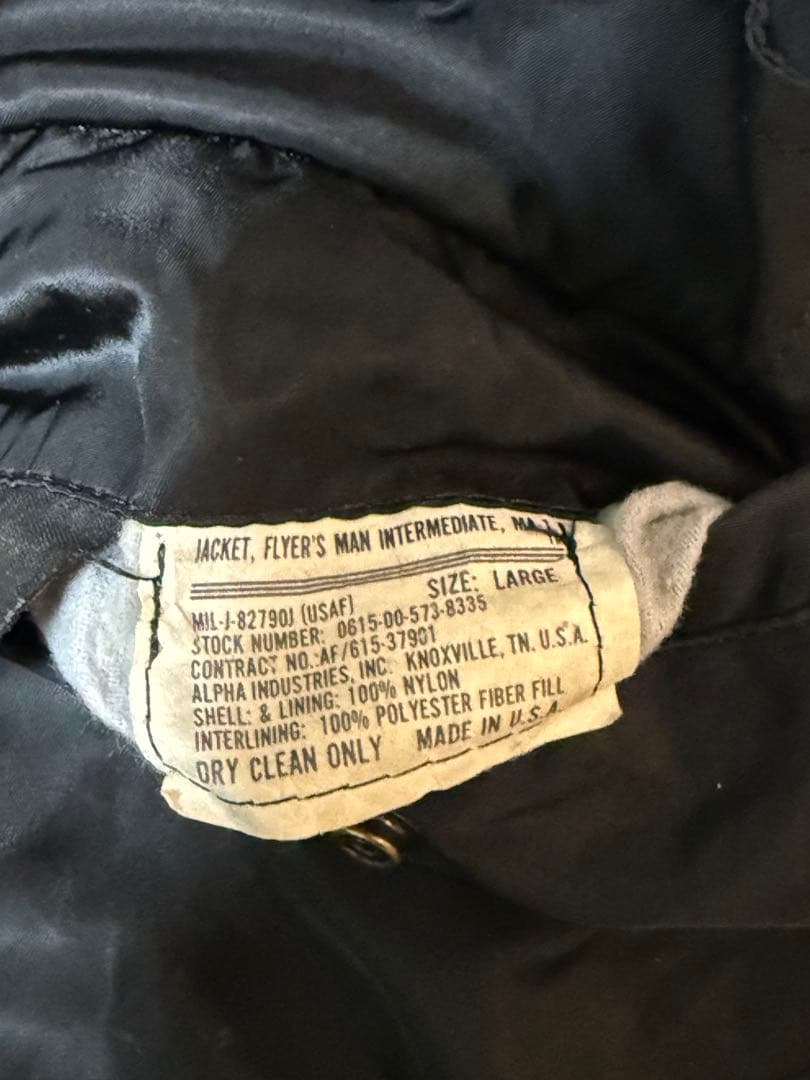 JACKET, FLYER'S MAN INTERMEDIATE, MA-1
SIZE: LARGE
MIL-J-82790J (USAF)
STOCK NUMBER: 0615-00-573-8335
CONTRACT NO.:AF/615-37901
ALPHA INDUSTRIES, INC. KNOXVILLE, TN. U.S.A.
SHELL: & LINING: 100% NYLON
INTERLINING: 100% POLYESTER FIBER FILL
DRY CLEAN ONLY MADE IN U.S.A.